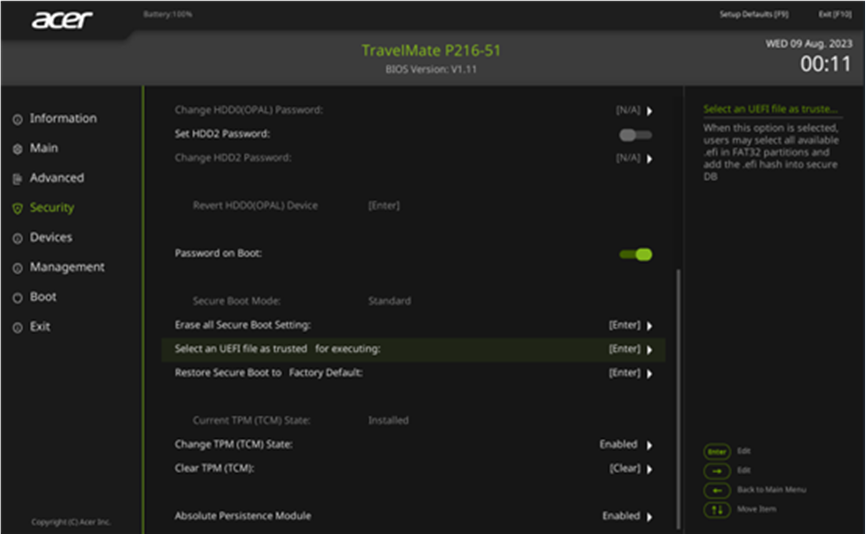 acer
Battery:100%
Setup Defaults [F9] Exit [F10]
TravelMate P216-51
BIOS Version: V1.11
WED 09 Aug. 2023
00:11
Information
Main
Advanced
Security
Devices
Management
Boot
Exit
Copyright (C) Acer Inc.
Change HDD0(OPAL) Password: [N/A]
Set HDD2 Password:
Change HDD2 Password: [N/A]
Revert HDD0(OPAL) Device [Enter]
Password on Boot:
Secure Boot Mode: Standard
Erase all Secure Boot Setting: [Enter]
Select an UEFI file as trusted for executing: [Enter]
Restore Secure Boot to Factory Default: [Enter]
Current TPM (TCM) State: Installed
Change TPM (TCM) State: Enabled
Clear TPM (TCM): [Clear]
Absolute Persistence Module Enabled
Select an UEFI file as truste...
When this option is selected,
users may select all available
.efi in FAT32 partitions and
add the .efi hash into secure
DB
Enter Edit
→ Edit
← Back to Main Menu
↑↓ Move Item